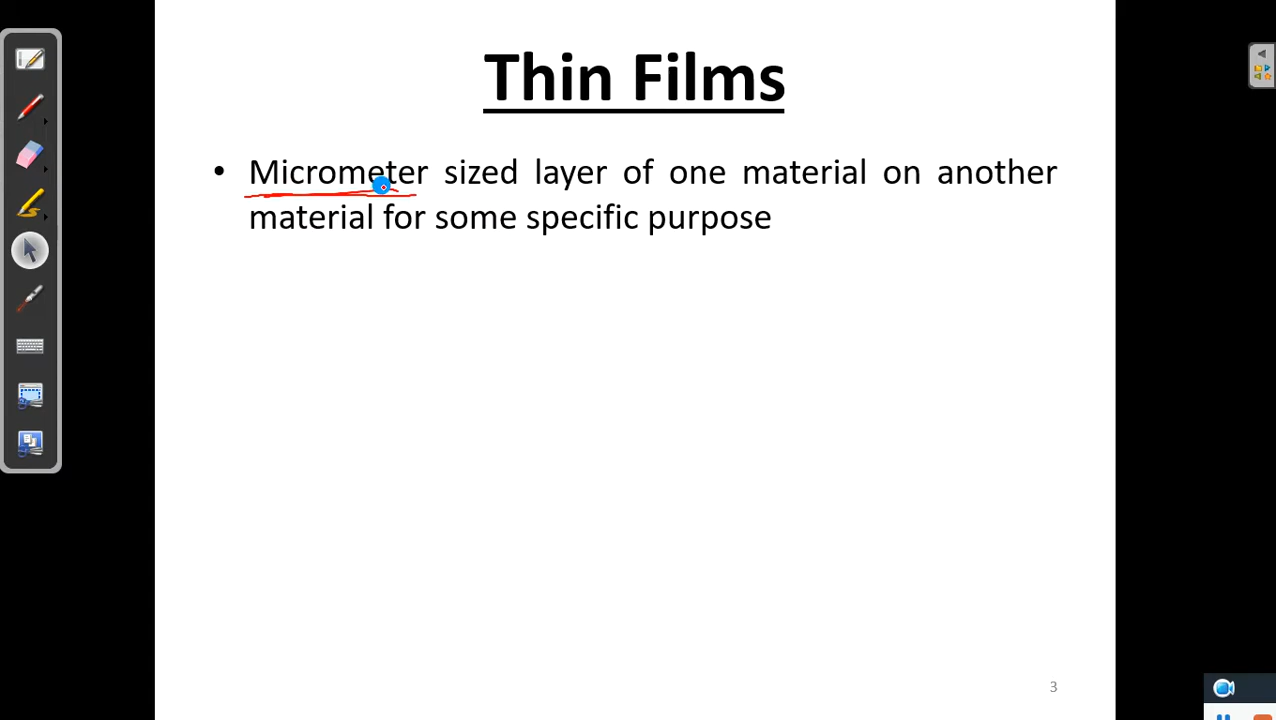 Thin Films
• Micrometer sized layer of one material on another
material for some specific purpose
3